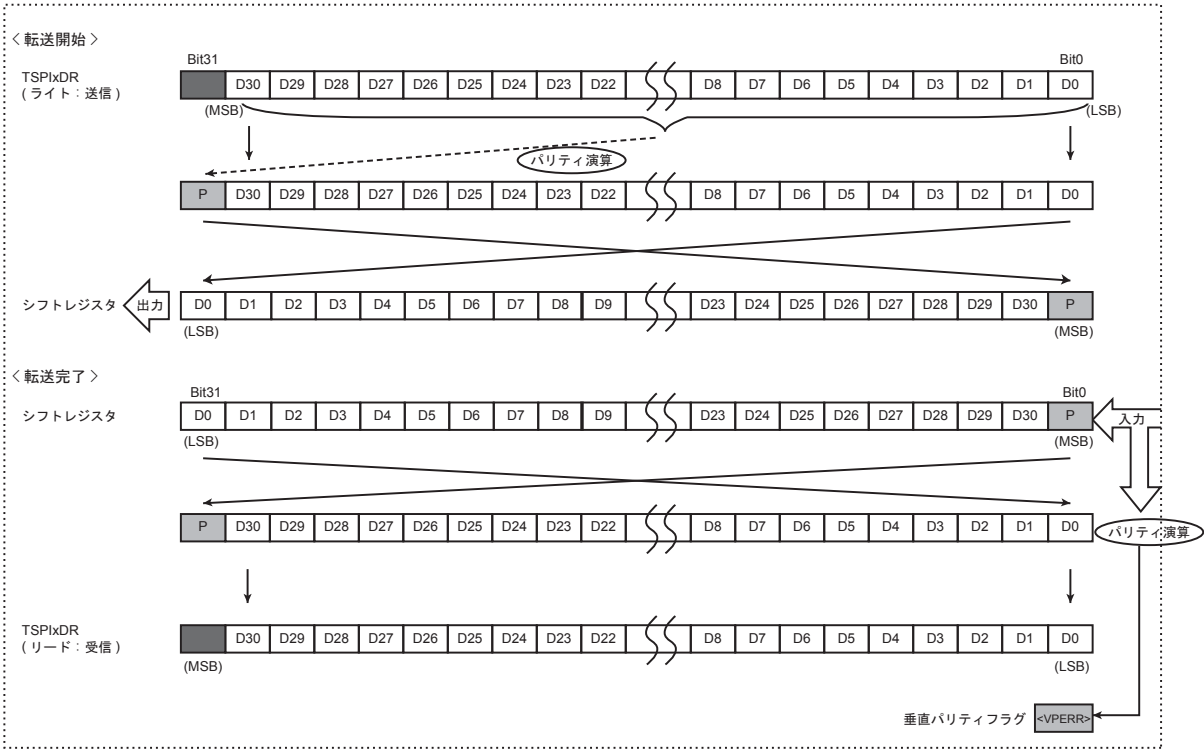 ＜転送開始＞
Bit31 Bit0
TSPIxDR
(ライト：送信)
D30 D29 D28 D27 D26 D25 D24 D23 D22 D8 D7 D6 D5 D4 D3 D2 D1 D0
(MSB) (LSB)
パリティ演算
P D30 D29 D28 D27 D26 D25 D24 D23 D22 D8 D7 D6 D5 D4 D3 D2 D1 D0
シフトレジスタ 出力 D0 D1 D2 D3 D4 D5 D6 D7 D8 D9 D23 D24 D25 D26 D27 D28 D29 D30 P
(LSB) (MSB)
＜転送完了＞
Bit31 Bit0
シフトレジスタ D0 D1 D2 D3 D4 D5 D6 D7 D8 D9 D23 D24 D25 D26 D27 D28 D29 D30 P 入力
(LSB) (MSB)
P D30 D29 D28 D27 D26 D25 D24 D23 D22 D8 D7 D6 D5 D4 D3 D2 D1 D0 パリティ演算
TSPIxDR
(リード：受信)
D30 D29 D28 D27 D26 D25 D24 D23 D22 D8 D7 D6 D5 D4 D3 D2 D1 D0
(MSB) (LSB)
垂直パリティフラグ <VPERR>